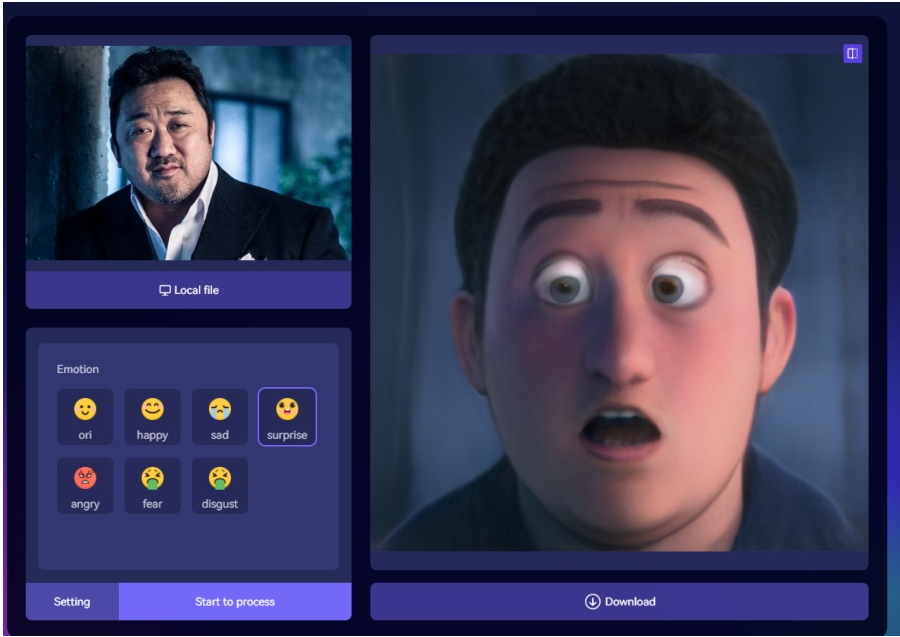 Local file
Emotion
ori happy sad surprise
angry fear disgust
Setting Start to process
Download